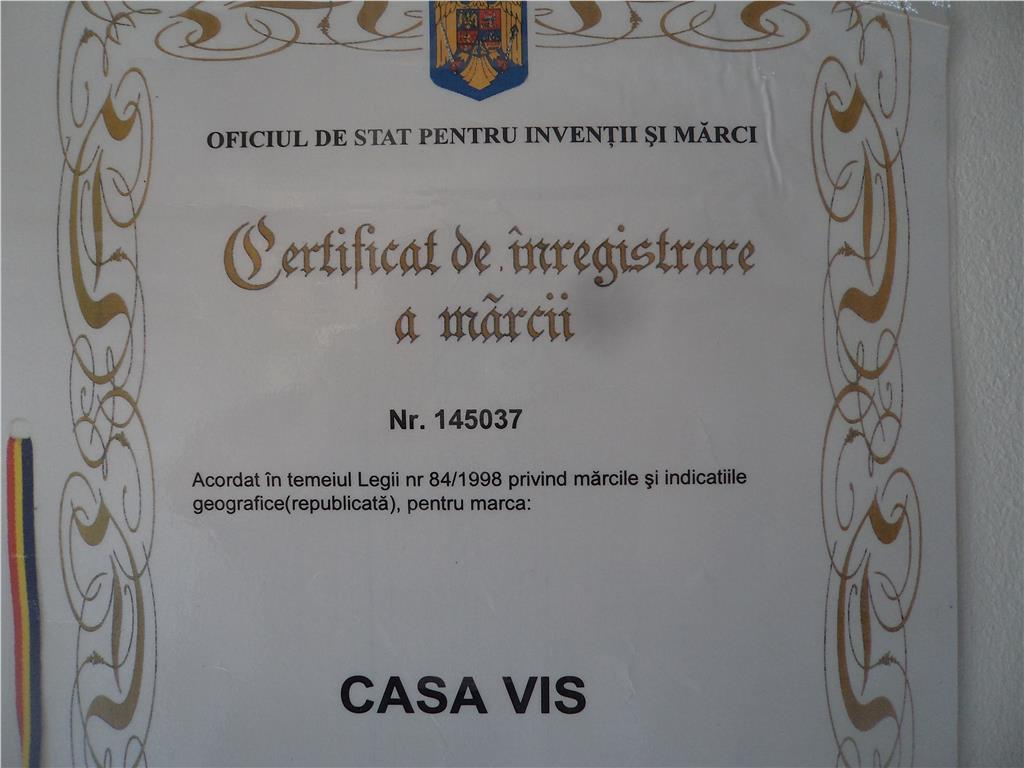 OFICIUL DE STAT PENTRU INVENȚII ŞI MĂRCI
Certificat de înregistrare
a mărcii
Nr. 145037
Acordat în temeiul Legii nr 84/1998 privind mărcile şi indicatiile
geografice(republicată), pentru marca:
CASA VIS